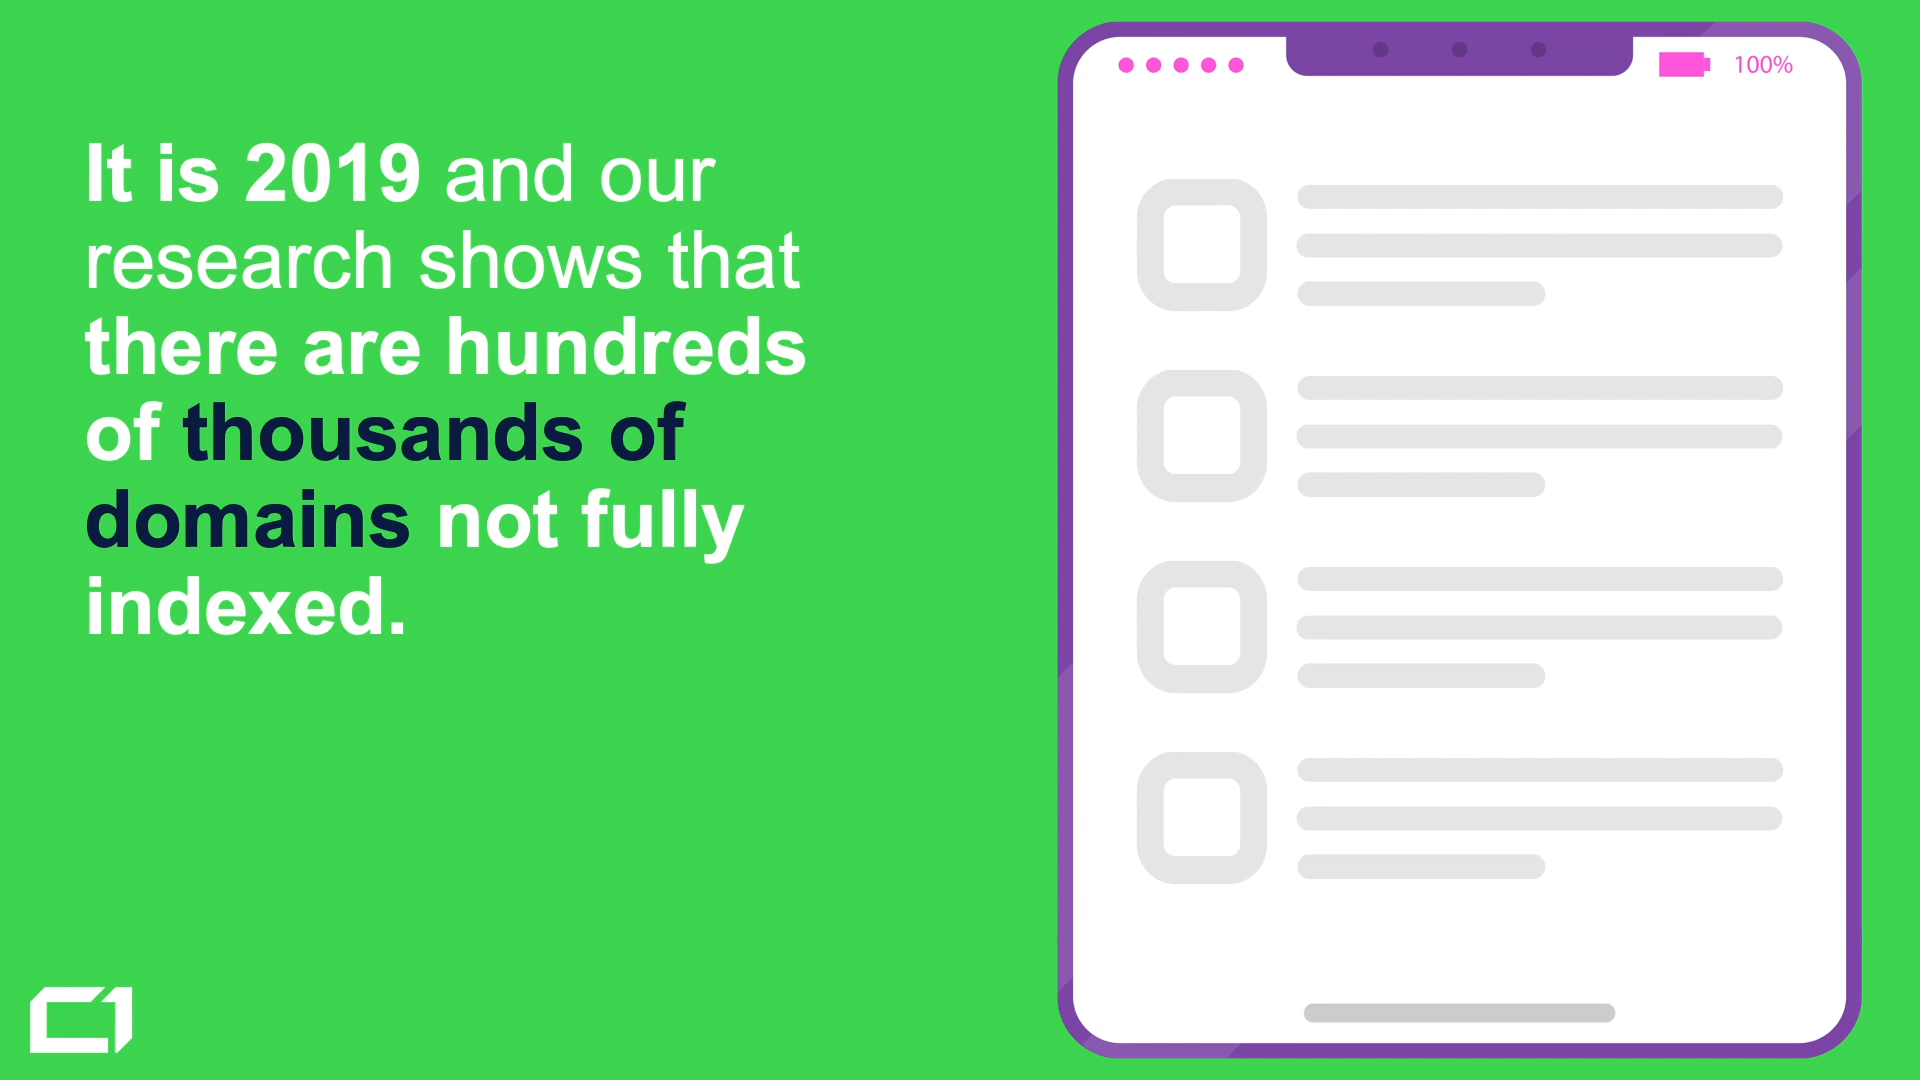 It is 2019 and our
research shows that
there are hundreds
of thousands of
domains not fully
indexed.
100%